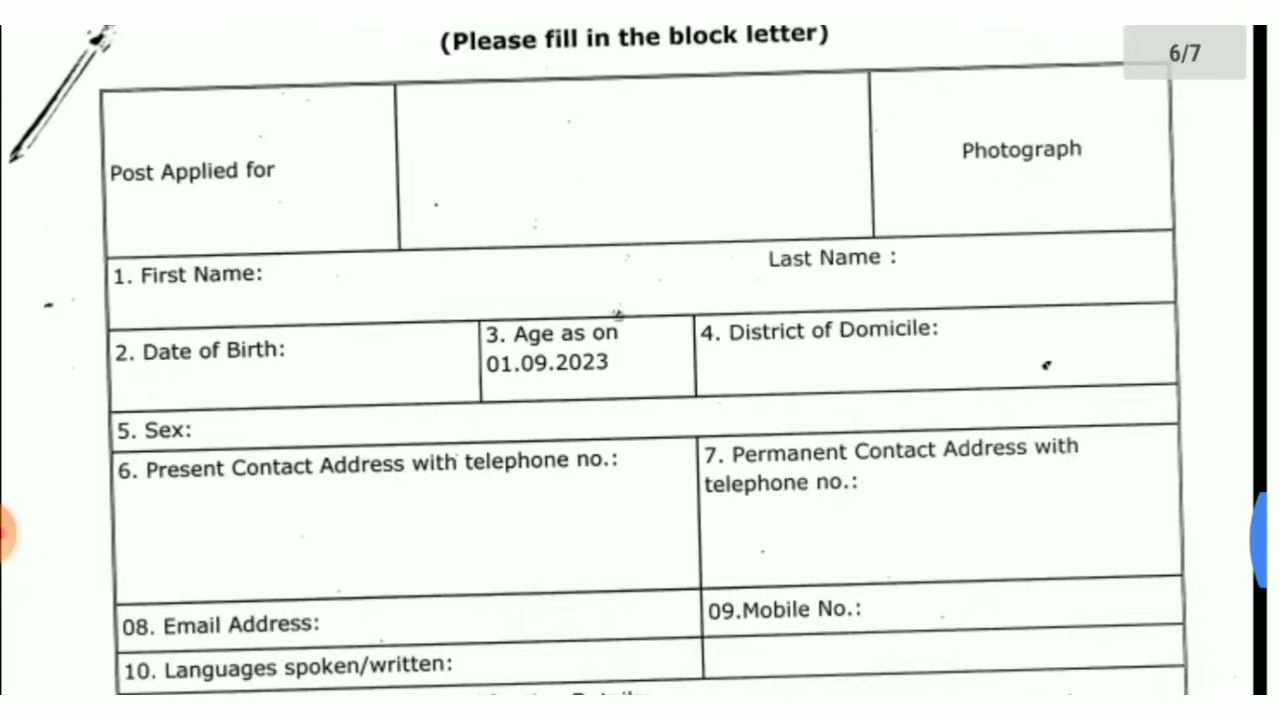 (Please fill in the block letter)
6/7
Post Applied for
Photograph
1. First Name:
Last Name :
2. Date of Birth:
3. Age as on
01.09.2023
4. District of Domicile:
5. Sex:
6. Present Contact Address with telephone no.:
7. Permanent Contact Address with
telephone no.:
08. Email Address:
09.Mobile No.:
10. Languages spoken/written: